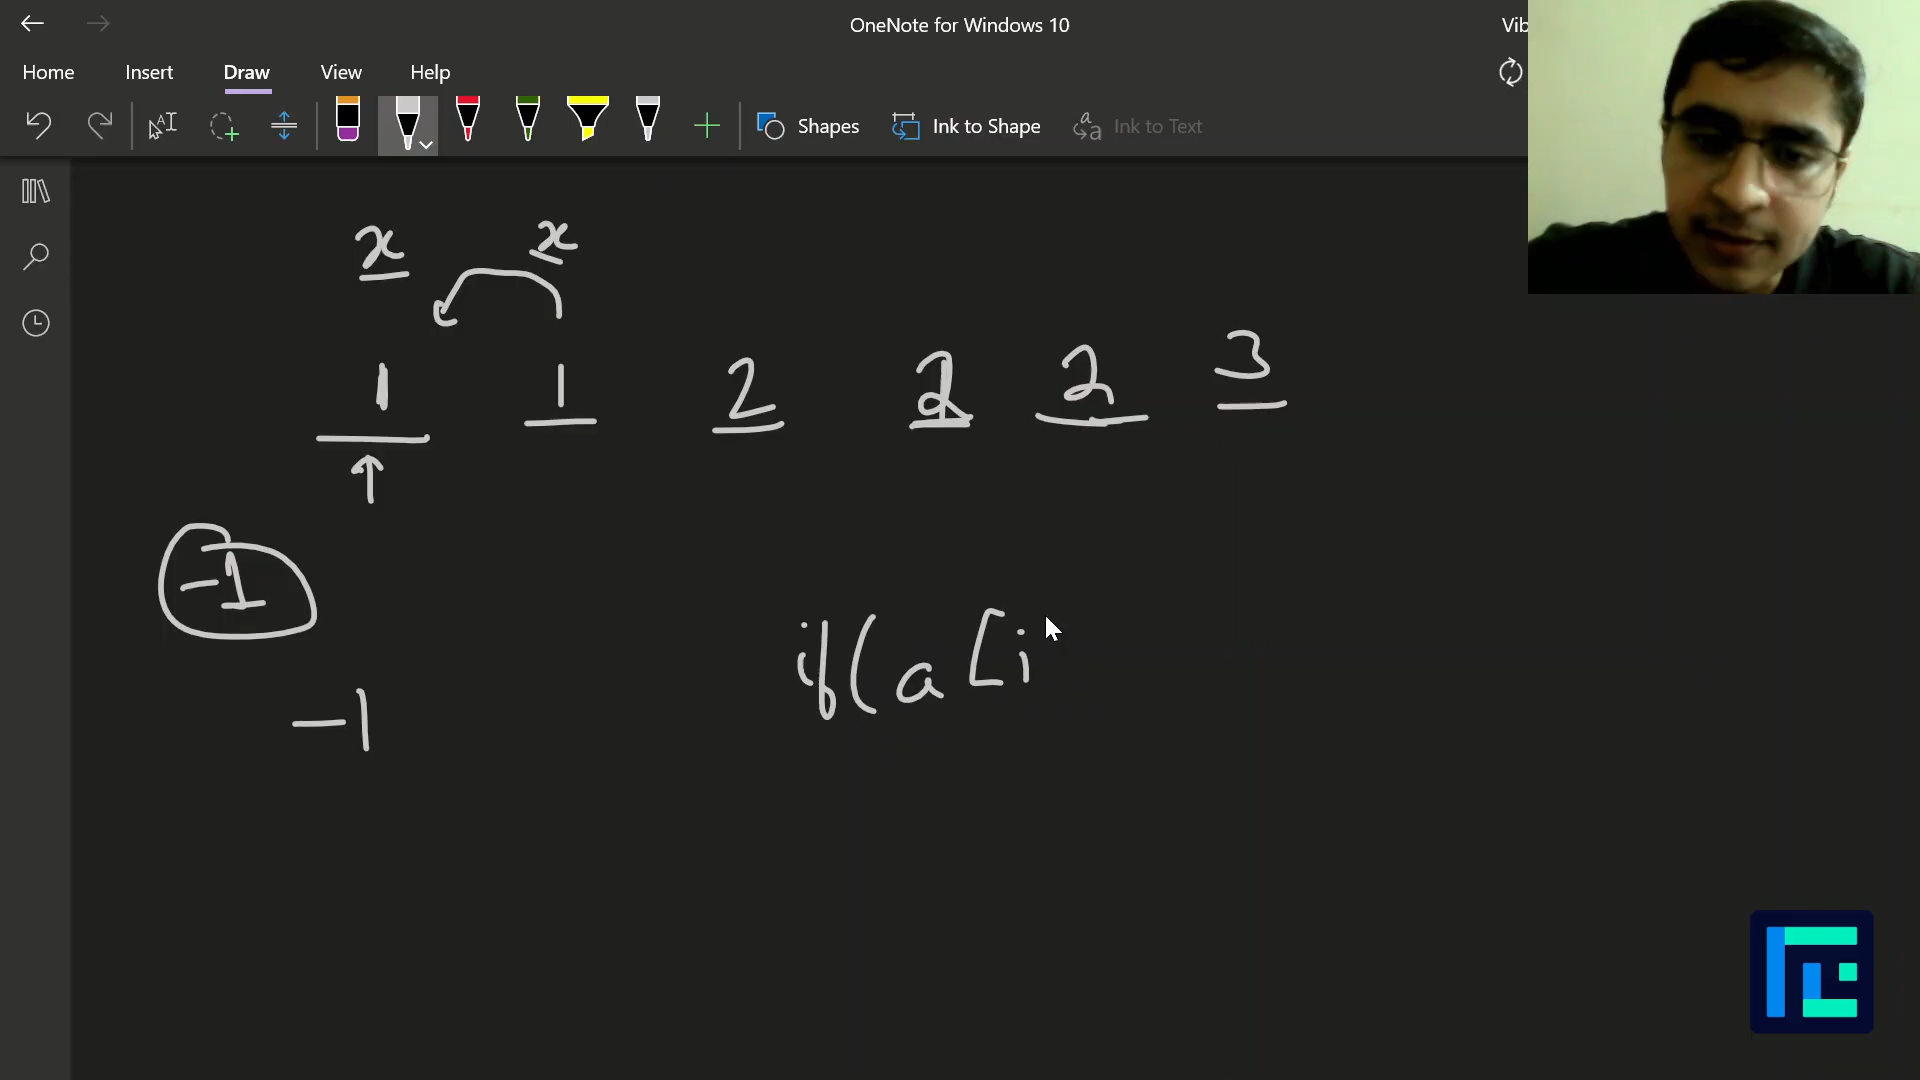 OneNote for Windows 10
Vib
Home Insert Draw View Help
Shapes Ink to Shape Ink to Text
x x
1 1 2 2 2 3
-1
if(a[i
-1